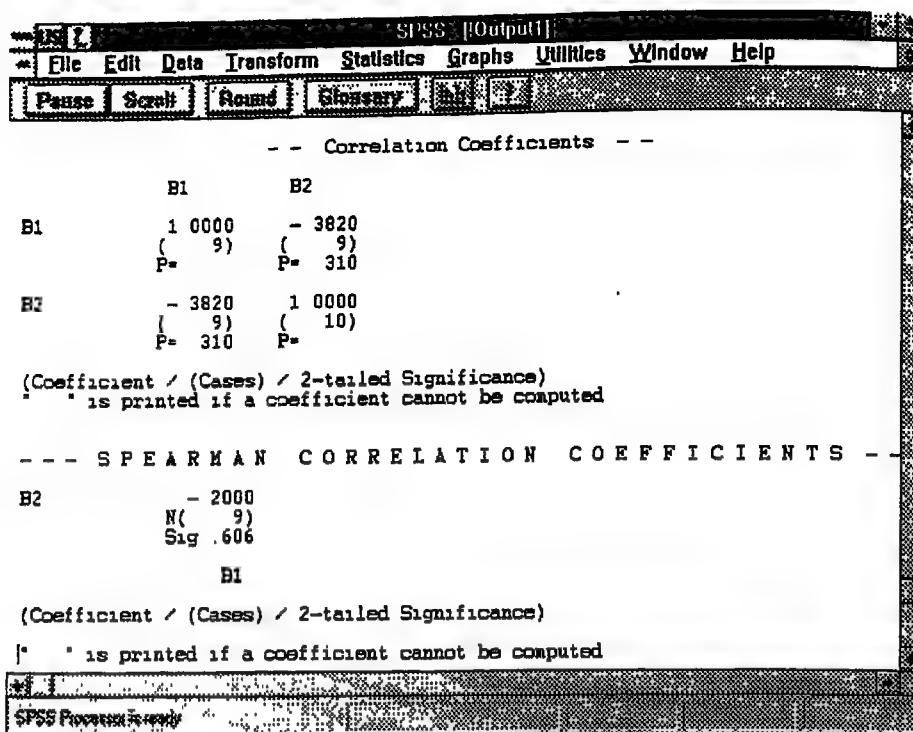 SPSS - [!Output1]
File Edit Data Transform Statistics Graphs Utilities Window Help
Pause Scroll Round Glossary
- - Correlation Coefficients - -
B1 B2
B1 1 0000 - 3820
( 9) ( 9)
P= P= 310
B2 - 3820 1 0000
( 9) ( 10)
P= 310 P=
(Coefficient / (Cases) / 2-tailed Significance)
" " is printed if a coefficient cannot be computed
- - - S P E A R M A N C O R R E L A T I O N C O E F F I C I E N T S - -
B2 - 2000
N( 9)
Sig .606
B1
(Coefficient / (Cases) / 2-tailed Significance)
" " is printed if a coefficient cannot be computed
SPSS Processor is ready